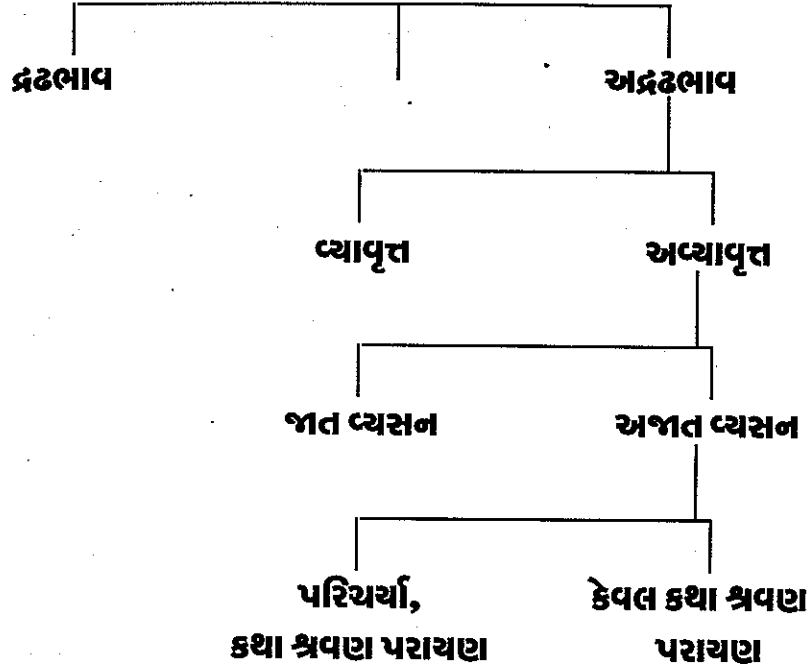 દ્રઢભાવ
અદ્રઢભાવ
વ્યાવૃત્ત
અવ્યાવૃત્ત
જાત વ્યસન
અજાત વ્યસન
પરિચર્યા,
કથા શ્રવણ પરાયણ
કેવલ કથા શ્રવણ
પરાયણ